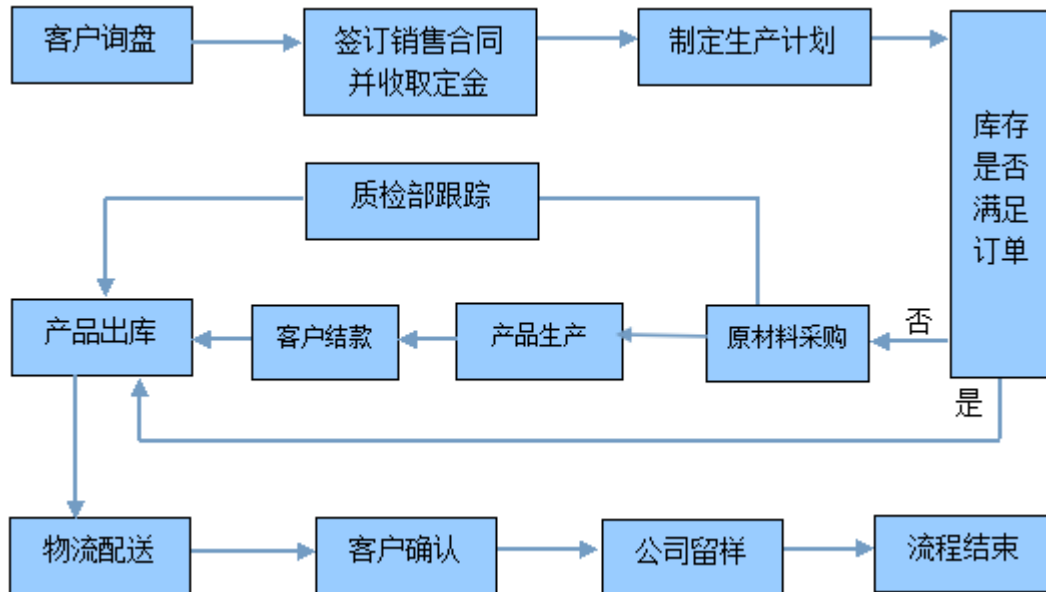 客户询盘
签订销售合同
并收取定金
制定生产计划
库存
是否
满足
订单
质检部跟踪
产品出库
客户结款
产品生产
原材料采购
否
是
物流配送
客户确认
公司留样
流程结束